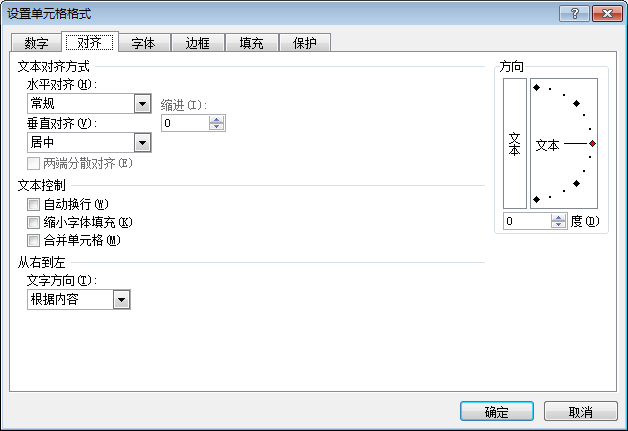 设置单元格格式
数字 对齐 字体 边框 填充 保护
文本对齐方式
水平对齐(H):
常规
缩进(I):
垂直对齐(V):
0
居中
两端分散对齐(E)
文本控制
自动换行(W)
缩小字体填充(K)
合并单元格(M)
从右到左
文字方向(T):
根据内容
方向
文本
文本
0 度(D)
确定 取消